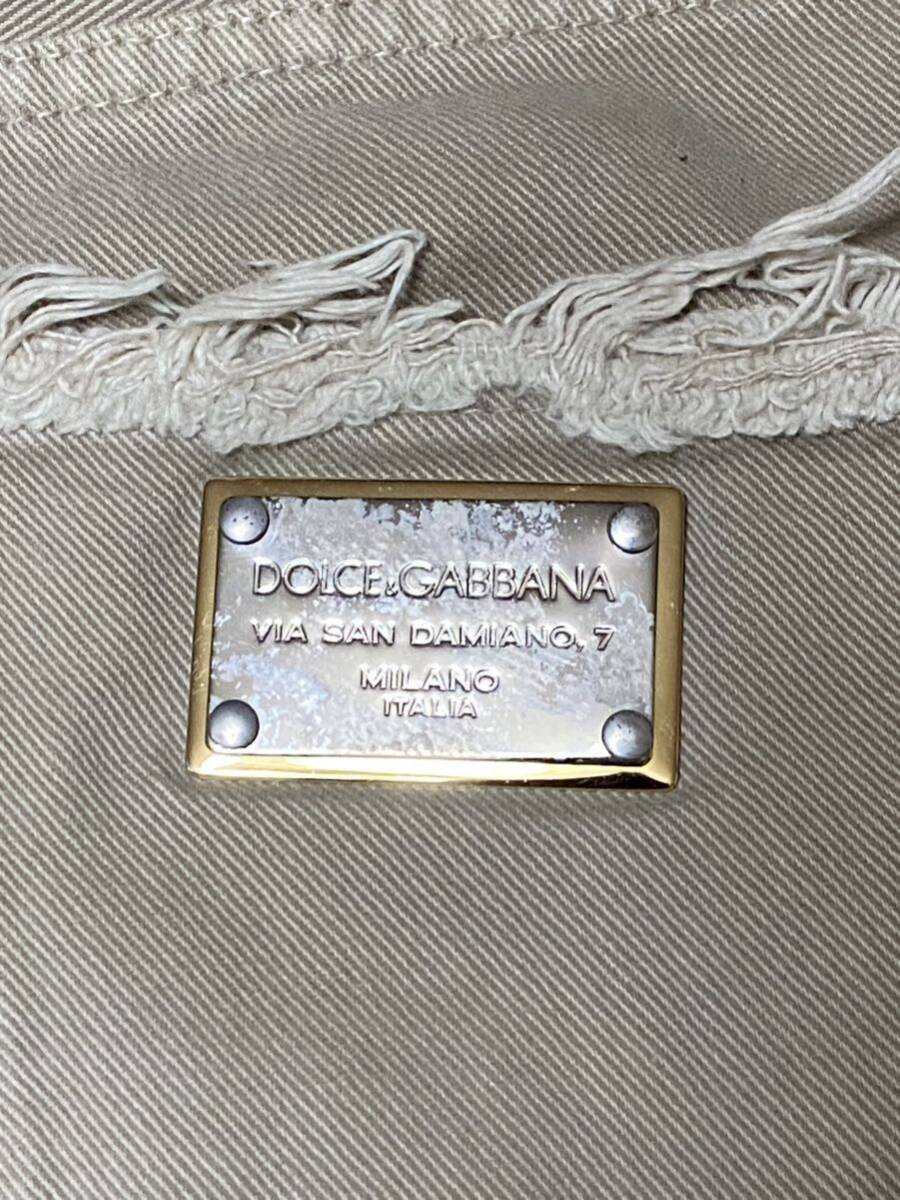 DOLCE&GABBANA
VIA SAN DAMIANO, 7
MILANO
ITALIA